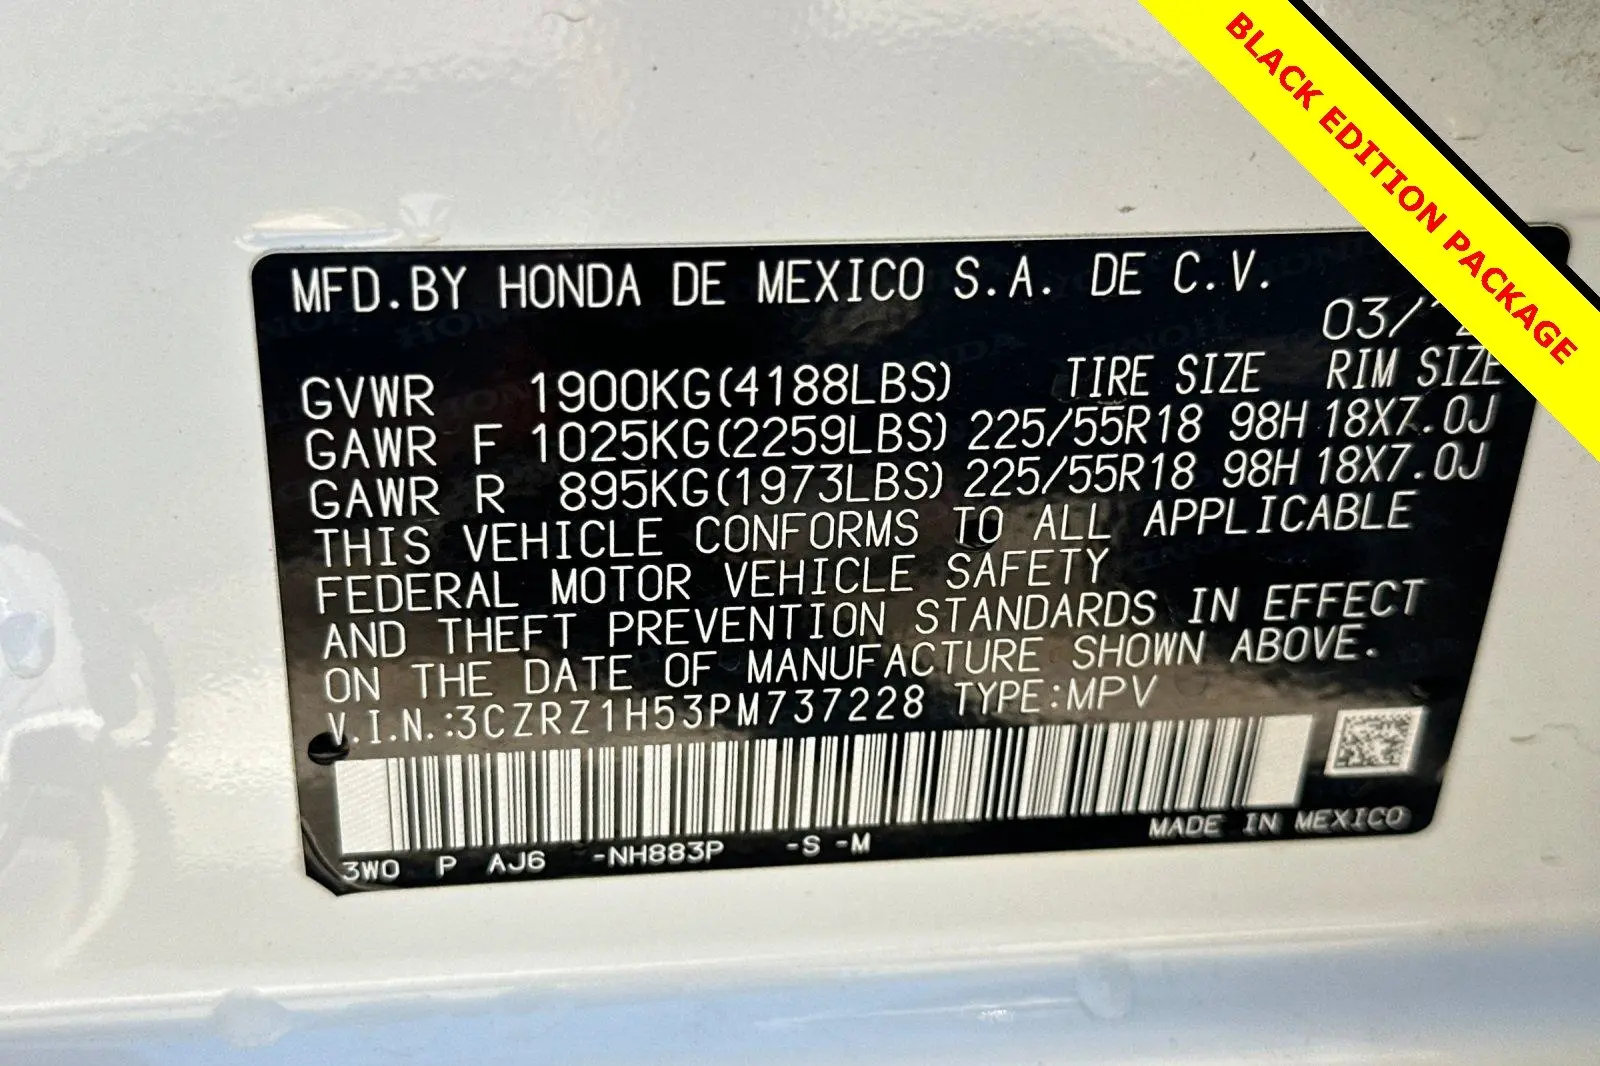 BLACK EDITION PACKAGE
MFD.BY HONDA DE MEXICO S.A. DE C.V.
GVWR 1900KG(4188LBS) TIRE SIZE RIM SIZE
GAWR F 1025KG(2259LBS) 225/55R18 98H 18X7.0J
GAWR R 895KG(1973LBS) 225/55R18 98H 18X7.0J
THIS VEHICLE CONFORMS TO ALL APPLICABLE
FEDERAL MOTOR VEHICLE SAFETY
AND THEFT PREVENTION STANDARDS IN EFFECT
ON THE DATE OF MANUFACTURE SHOWN ABOVE.
V.I.N.:3CZRZ1H53PM737228 TYPE:MPV
3WO P AJ6 -NH883P -S -M MADE IN MEXICO